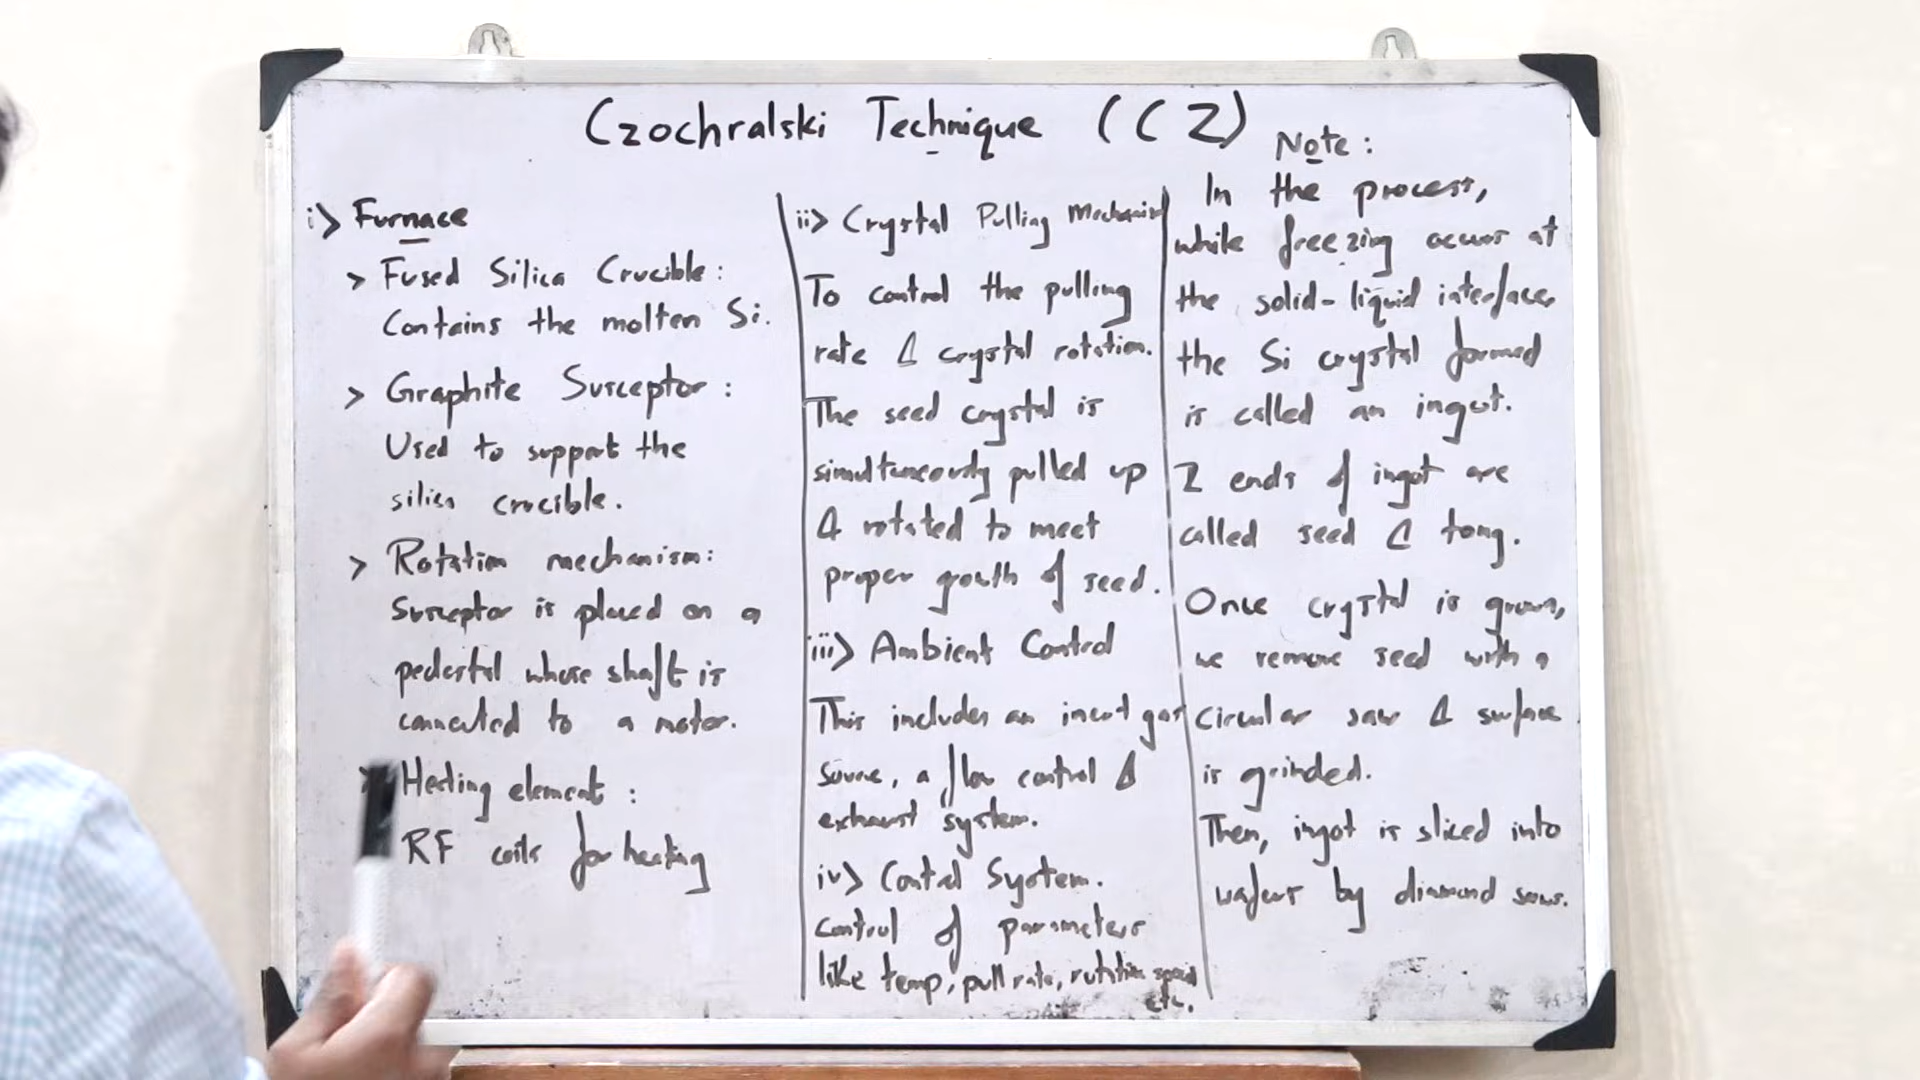 Czochralski Technique (CZ)
i> Furnace
> Fused Silica Crucible:
Contains the molten Si.
> Graphite Susceptor:
Used to support the
silica crucible.
> Rotation mechanism:
Susceptor is placed on a
pedestal whose shaft is
connected to a motor.
> Heating element:
RF coils for heating
ii> Crystal Pulling Mechanism
To control the pulling
rate & crystal rotation.
The seed crystal is
simultaneously pulled up
& rotated to meet
proper growth of seed.
iii> Ambient Control
This includes an inert gas
source, a flow control &
exhaust system.
iv> Control System.
Control of parameters
like temp, pull rate, rotation speed
etc.
Note:
In the process,
while freezing occurs at
the solid-liquid interface,
the Si crystal formed
is called an ingot.
2 ends of ingot are
called seed & tang.
Once crystal is grown,
we remove seed with a
circular saw & surface
is grinded.
Then, ingot is sliced into
wafers by diamond saws.